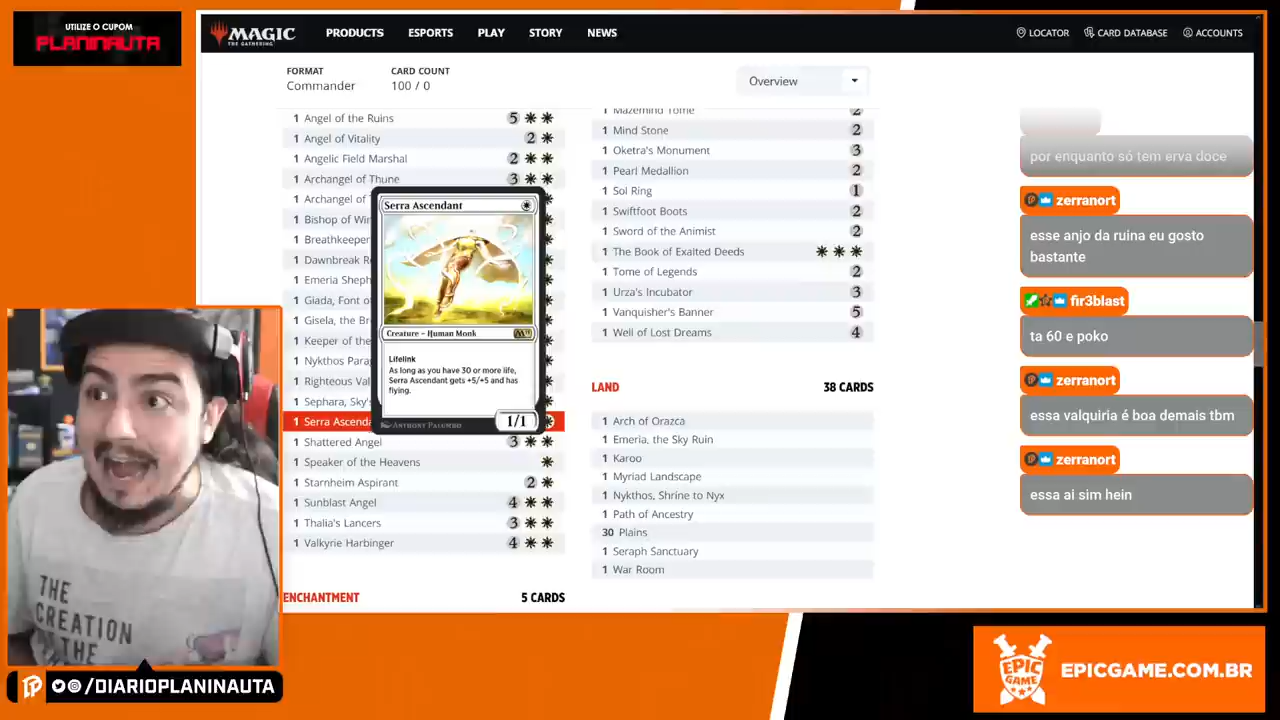 UTILIZE O CUPOM
PLANINAUTA
MAGIC
THE GATHERING
PRODUCTS
ESPORTS
PLAY
STORY
NEWS
LOCATOR
CARD DATABASE
ACCOUNTS
FORMAT
Commander
CARD COUNT
100 / 0
Overview
1 Angel of the Ruins 5
1 Angel of Vitality 2
1 Angelic Field Marshal 2
1 Archangel of Thune 3
1 Archangel of
1 Bishop of Win
1 Breathkeeper
1 Dawnbreak R
1 Emeria Sheph
1 Giada, Font o
1 Gisela, the Br
1 Keeper of the
1 Nykthos Para
1 Righteous Val
1 Sephara, Sky's
1 Serra Ascenda
1 Shattered Angel 3
1 Speaker of the Heavens
1 Starnheim Aspirant 2
1 Sunblast Angel 4
1 Thalia's Lancers 3
1 Valkyrie Harbinger 4
ENCHANTMENT
5 CARDS
Serra Ascendant
Creature – Human Monk
Lifelink
As long as you have 30 or more life,
Serra Ascendant gets +5/+5 and has
flying.
1/1
ANTHONY PALUMBO
1 Mazemind Tome 2
1 Mind Stone 2
1 Oketra's Monument 3
1 Pearl Medallion 2
1 Sol Ring 1
1 Swiftfoot Boots 2
1 Sword of the Animist 2
1 The Book of Exalted Deeds
1 Tome of Legends 2
1 Urza's Incubator 3
1 Vanquisher's Banner 5
1 Well of Lost Dreams 4
LAND
38 CARDS
1 Arch of Orazca
1 Emeria, the Sky Ruin
1 Karoo
1 Myriad Landscape
1 Nykthos, Shrine to Nyx
1 Path of Ancestry
30 Plains
1 Seraph Sanctuary
1 War Room
por enquanto só tem erva doce
zerranort
esse anjo da ruina eu gosto
bastante
fir3blast
ta 60 e poko
zerranort
essa valquiria é boa demais tbm
zerranort
essa ai sim hein
THE
CREATION
OF THE
/DIARIOPLANINAUTA
EPIC
GAME
EPICGAME.COM.BR